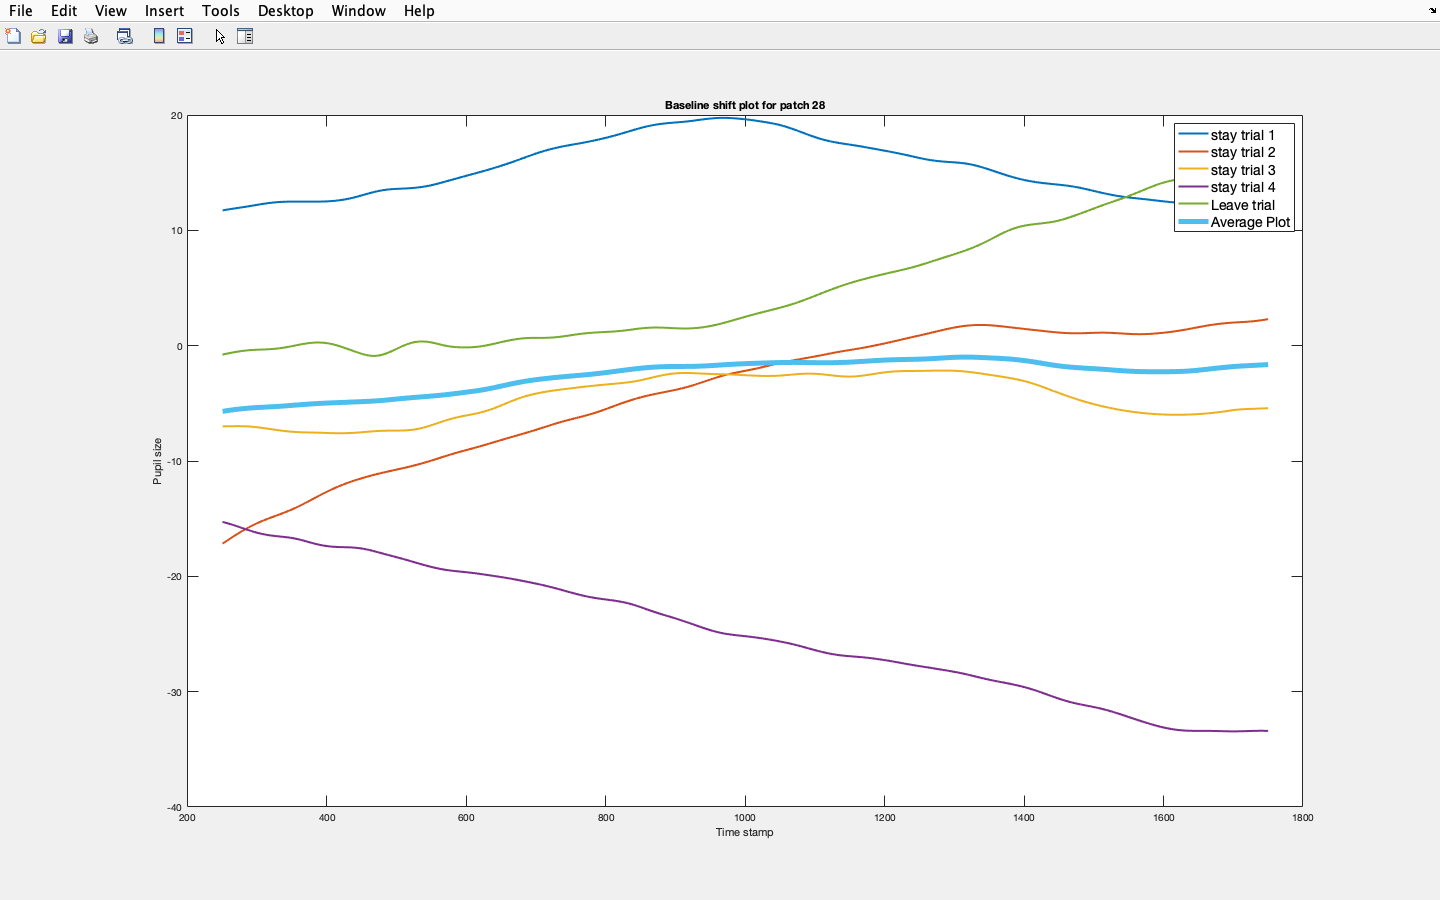 File Edit View Insert Tools Desktop Window Help
Baseline shift plot for patch 28
20
10
0
-10
-20
-30
-40
Pupil size
stay trial 1
stay trial 2
stay trial 3
stay trial 4
Leave trial
Average Plot
200 400 600 800 1000 1200 1400 1600 1800
Time stamp